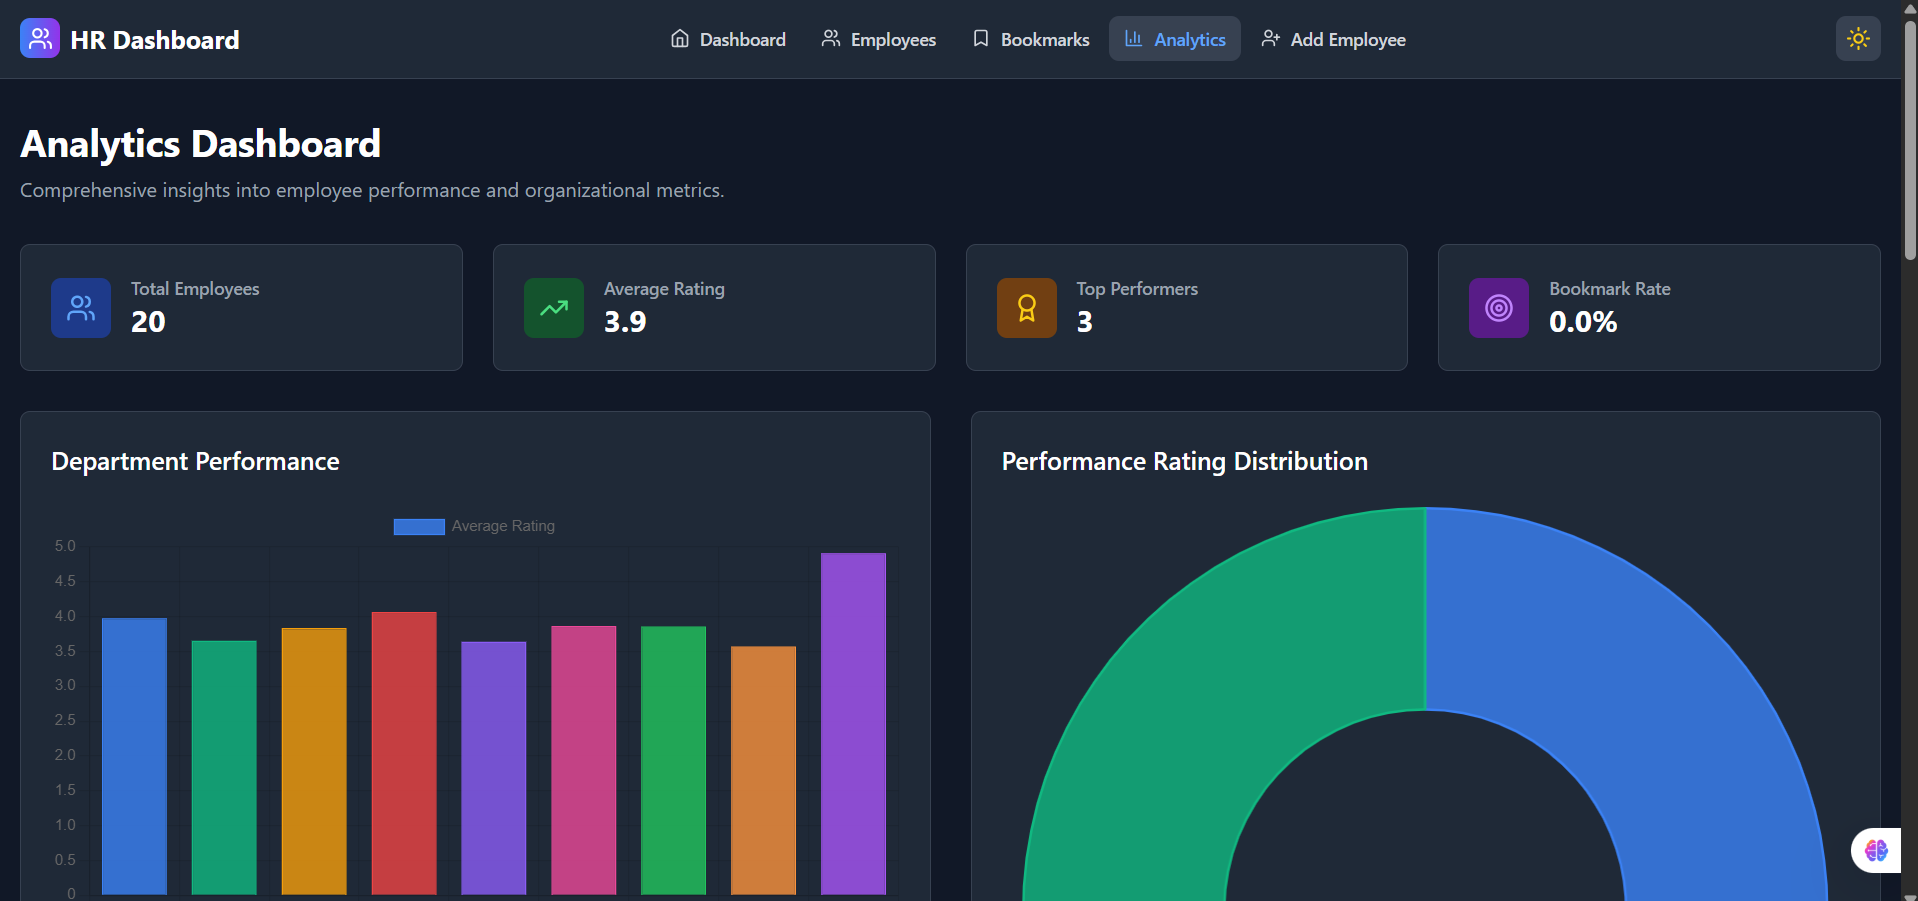 HR Dashboard
Dashboard
Employees
Bookmarks
Analytics
Add Employee
Analytics Dashboard
Comprehensive insights into employee performance and organizational metrics.
Total Employees
20
Average Rating
3.9
Top Performers
3
Bookmark Rate
0.0%
Department Performance
Average Rating
5.0
4.5
4.0
3.5
3.0
2.5
2.0
1.5
1.0
0.5
0
Performance Rating Distribution